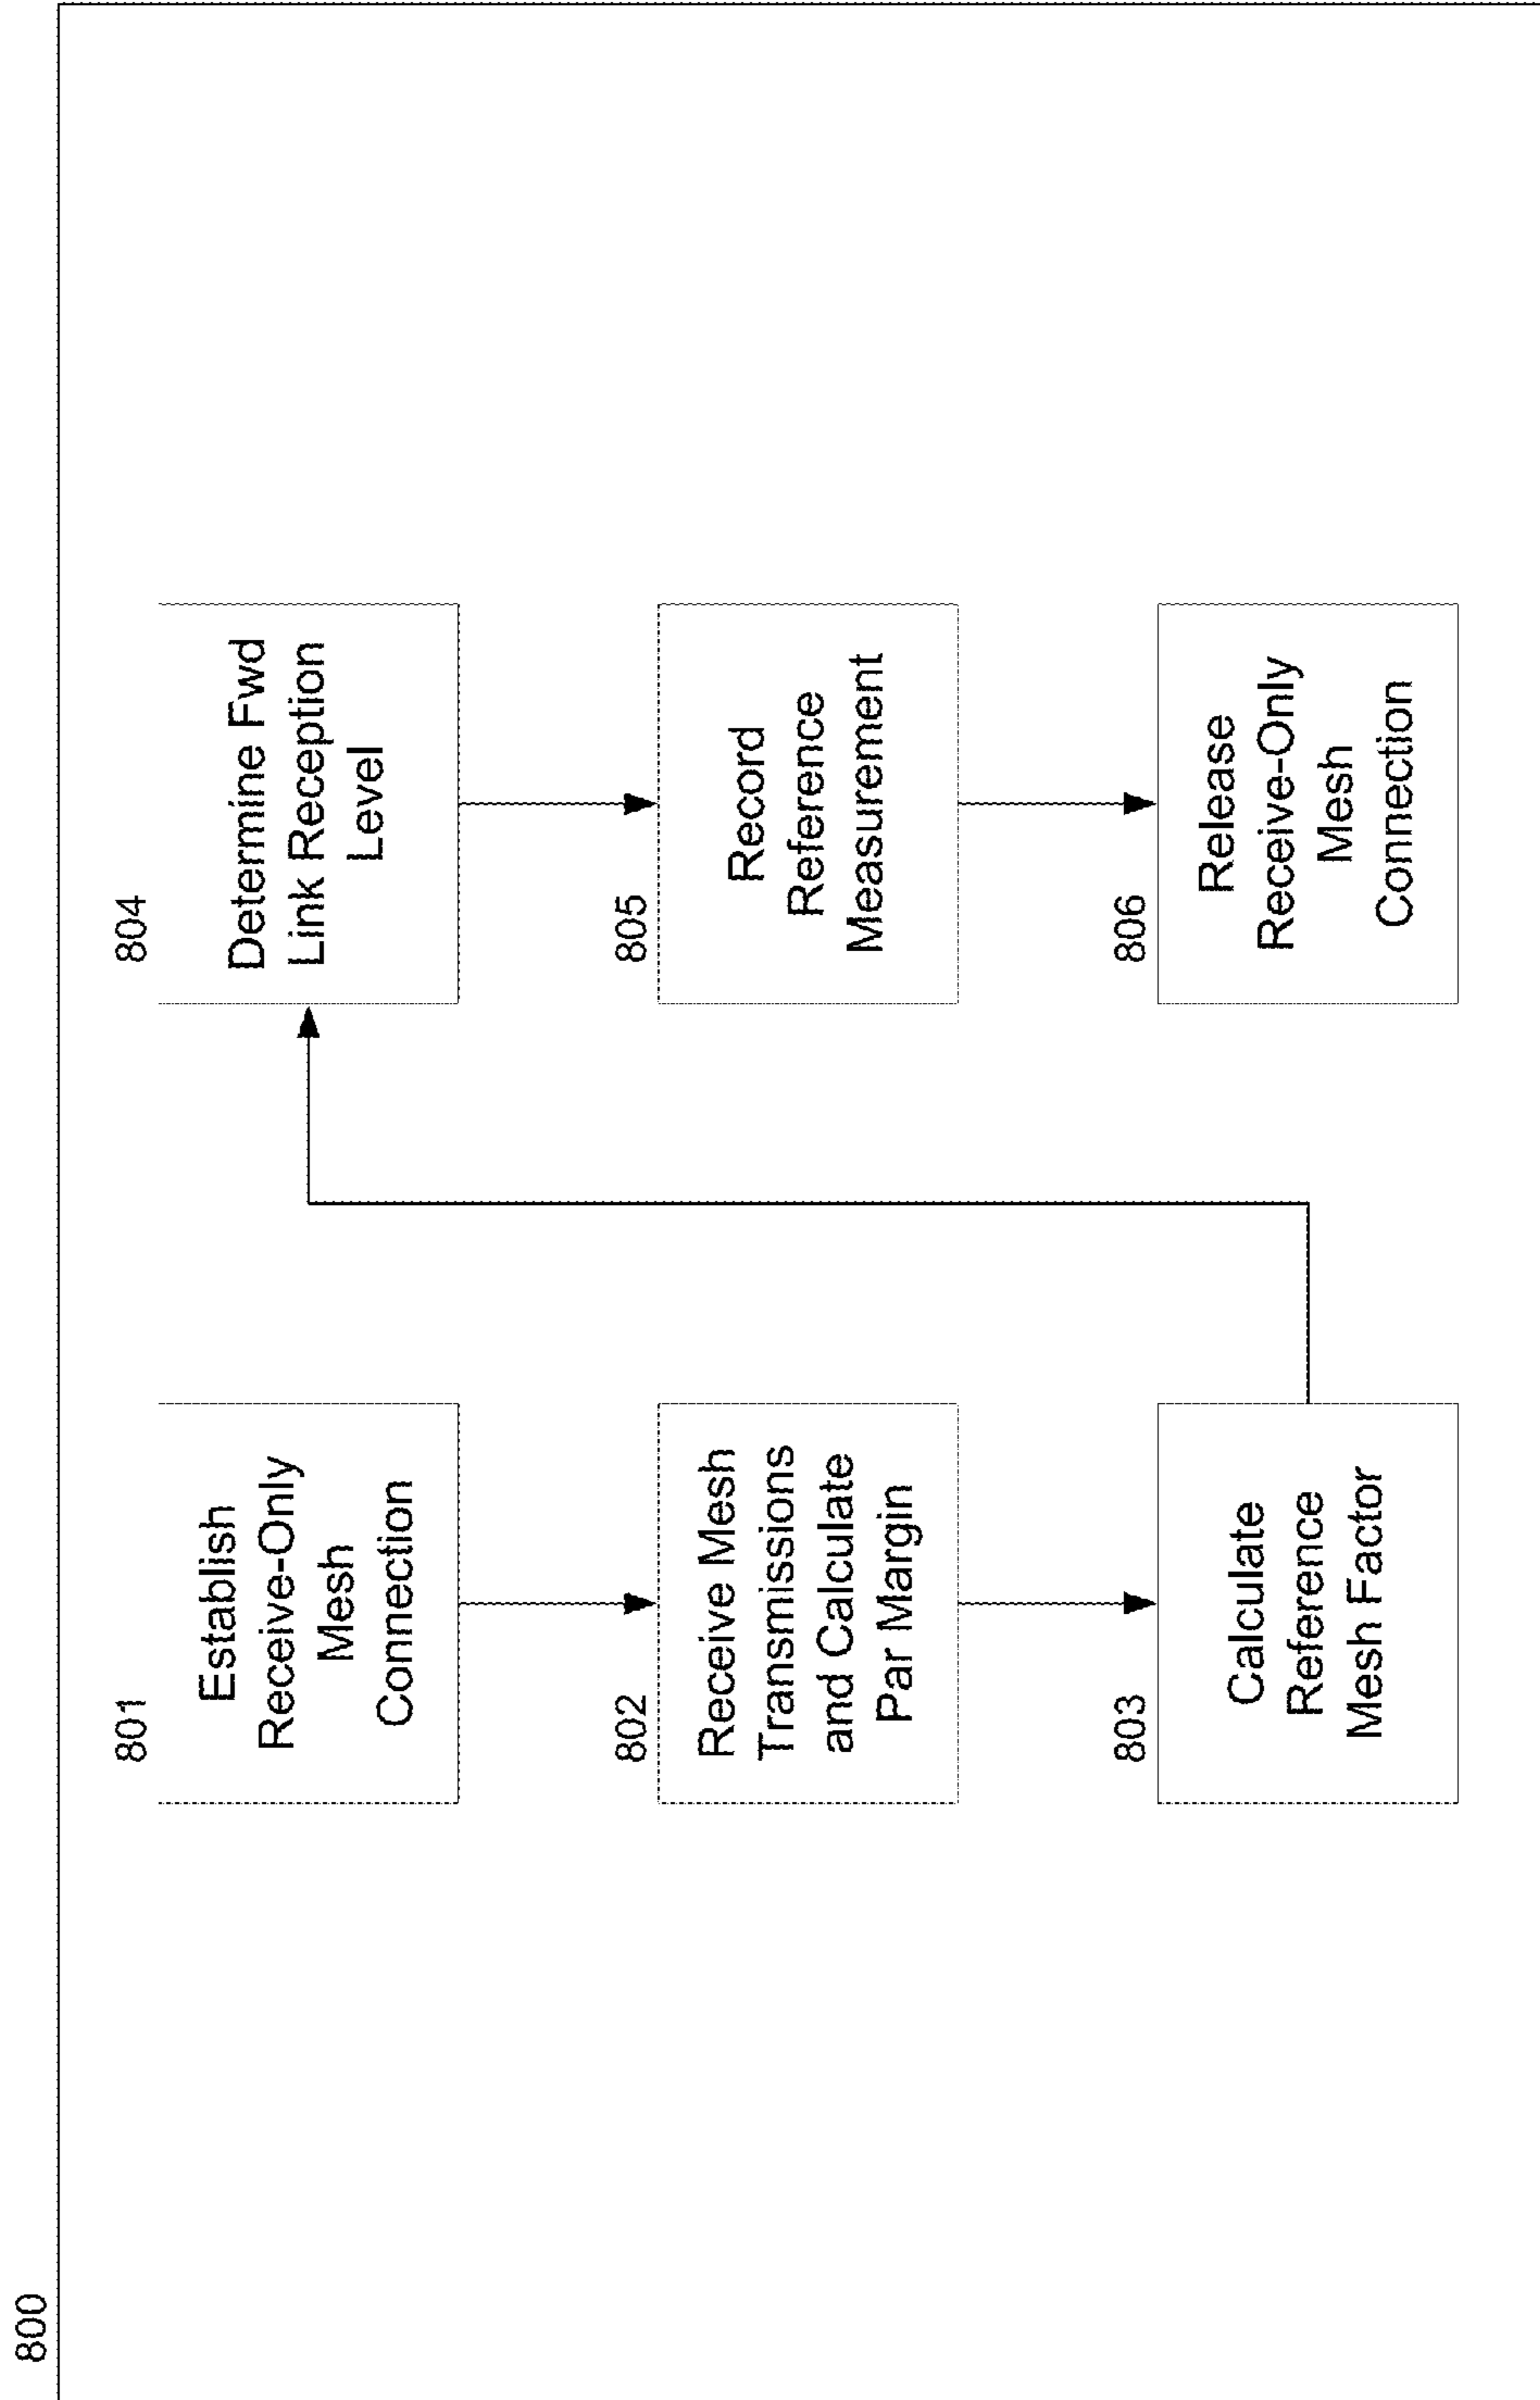 800
801
Establish
Receive-Only
Mesh
Connection
802
Receive Mesh
Transmissions
and Calculate
Par Margin
803
Calculate
Reference
Mesh Factor
804
Determine Fwd
Link Reception
Level
805
Record
Reference
Measurement
806
Release
Receive-Only
Mesh
Connection